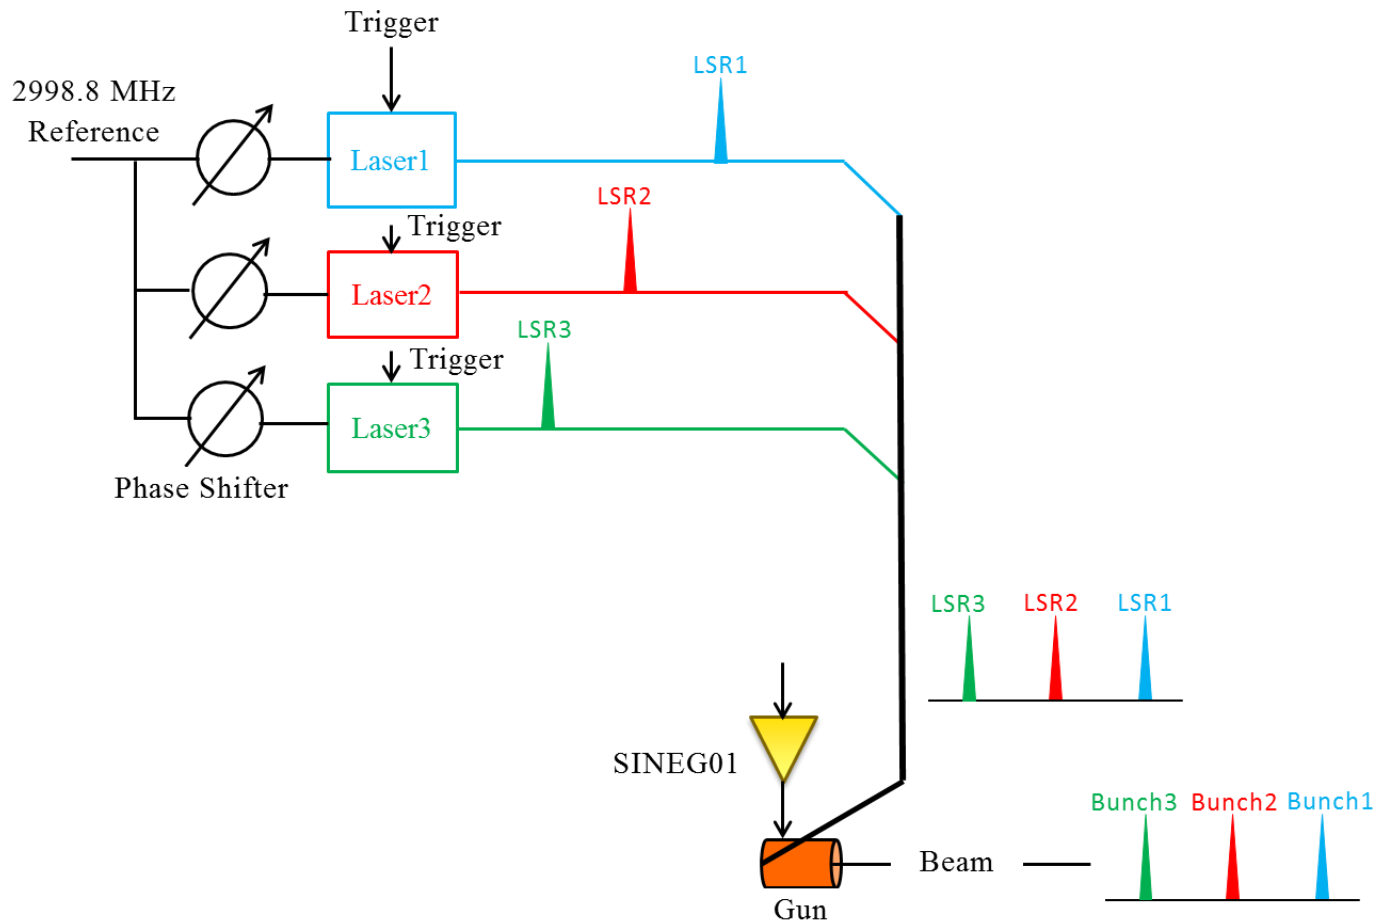 Trigger
LSR1
2998.8 MHz
Reference
Laser1
LSR2
Trigger
Laser2
LSR3
Trigger
Laser3
Phase Shifter
LSR3 LSR2 LSR1
SINEG01
Bunch3 Bunch2 Bunch1
Beam
Gun